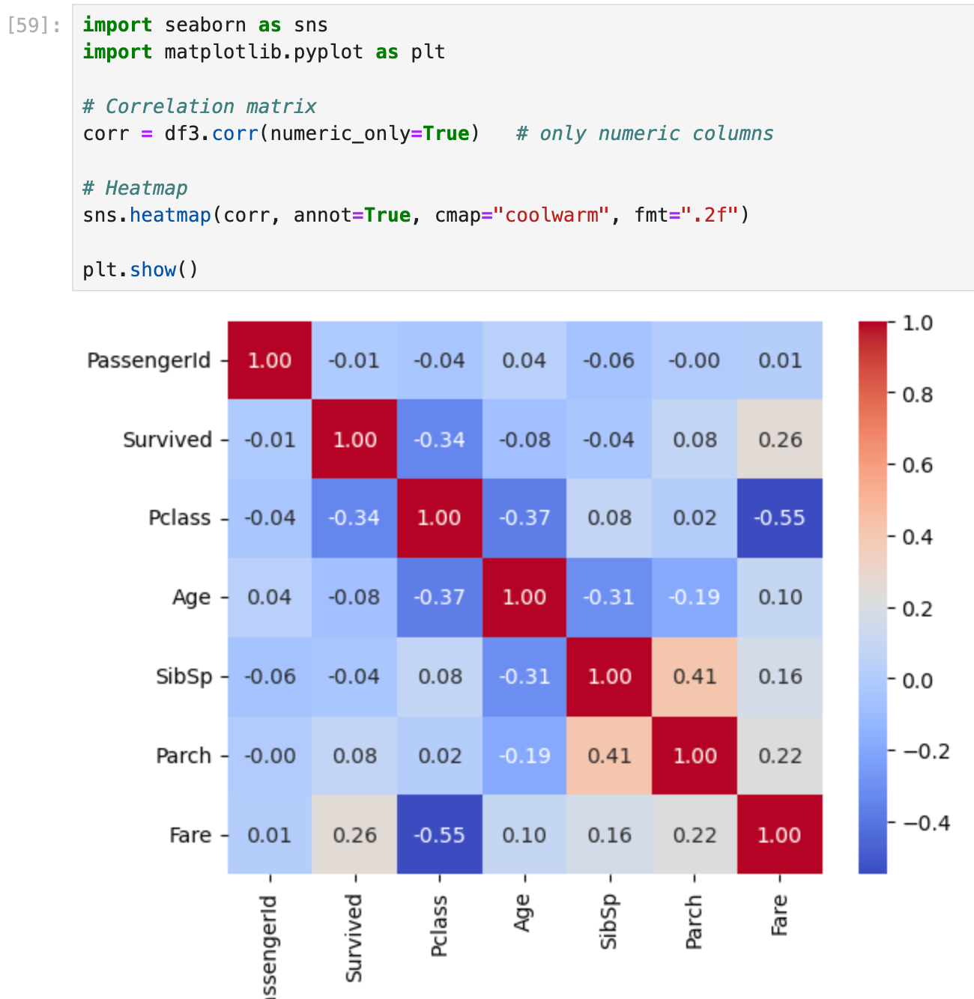 [59]:
import seaborn as sns
import matplotlib.pyplot as plt
# Correlation matrix
corr = df3.corr(numeric_only=True)   # only numeric columns
# Heatmap
sns.heatmap(corr, annot=True, cmap="coolwarm", fmt=".2f")
plt.show()
PassengerId 1.00 -0.01 -0.04 0.04 -0.06 -0.00 0.01
Survived -0.01 1.00 -0.34 -0.08 -0.04 0.08 0.26
Pclass -0.04 -0.34 1.00 -0.37 0.08 0.02 -0.55
Age 0.04 -0.08 -0.37 1.00 -0.31 -0.19 0.10
SibSp -0.06 -0.04 0.08 -0.31 1.00 0.41 0.16
Parch -0.00 0.08 0.02 -0.19 0.41 1.00 0.22
Fare 0.01 0.26 -0.55 0.10 0.16 0.22 1.00
assengerId Survived Pclass Age SibSp Parch Fare
1.0
0.8
0.6
0.4
0.2
0.0
−0.2
−0.4